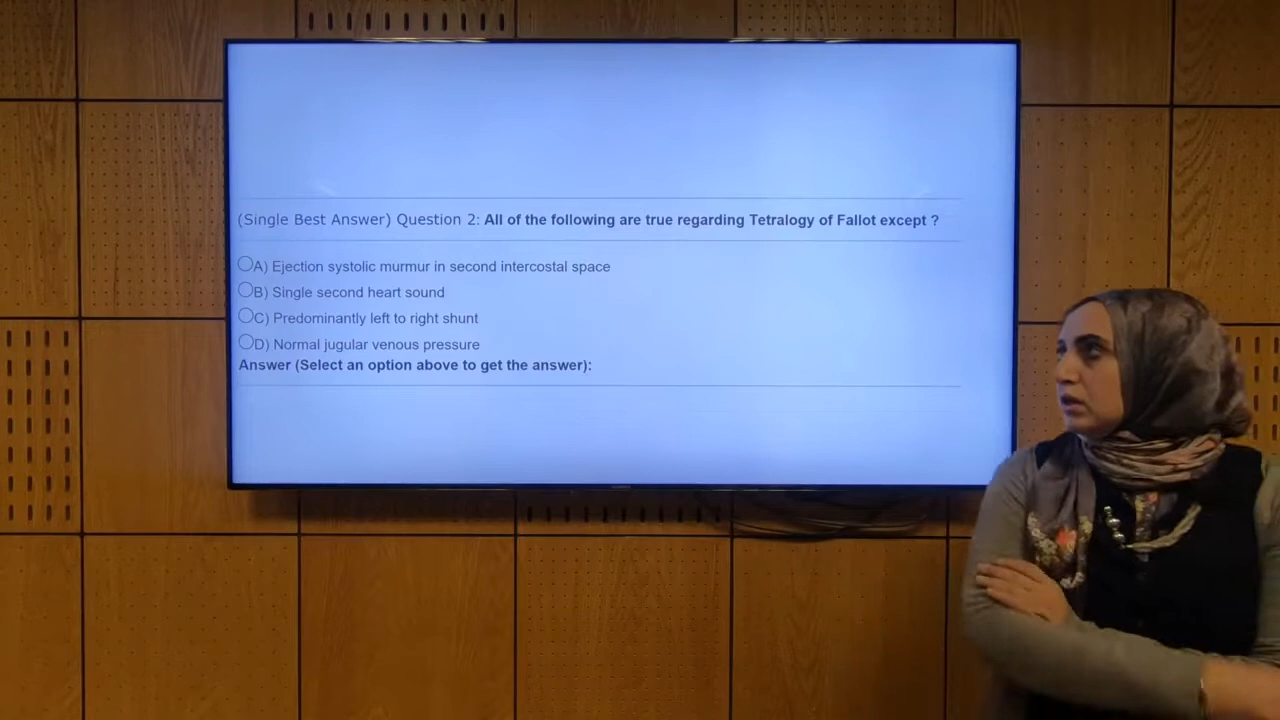 (Single Best Answer) Question 2: All of the following are true regarding Tetralogy of Fallot except ?
A) Ejection systolic murmur in second intercostal space
B) Single second heart sound
C) Predominantly left to right shunt
D) Normal jugular venous pressure
Answer (Select an option above to get the answer):